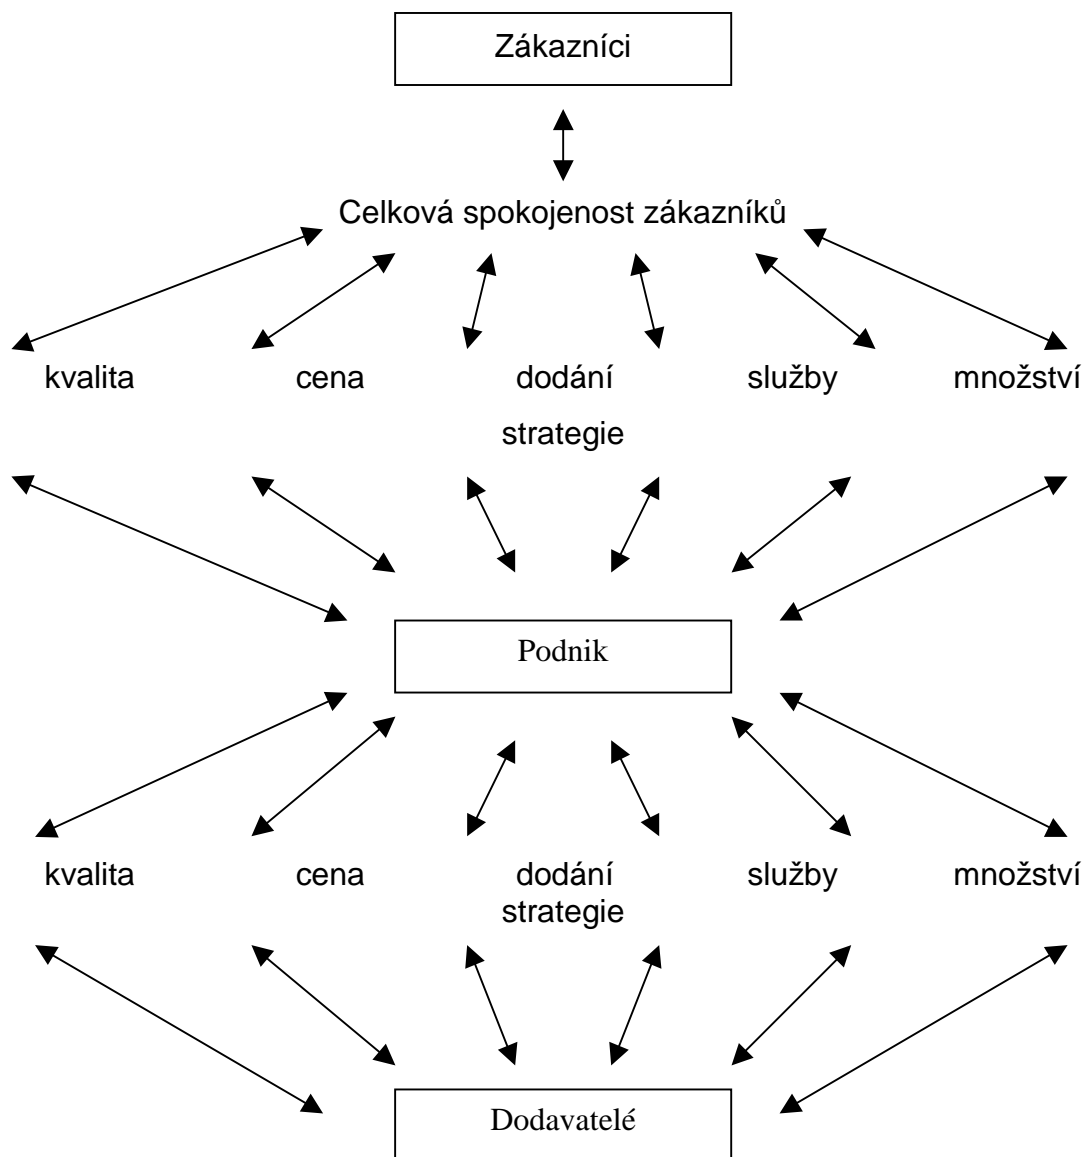 Zákazníci
Celková spokojenost zákazníků
kvalita cena dodání služby množství
strategie
Podnik
kvalita cena dodání služby množství
strategie
Dodavatelé